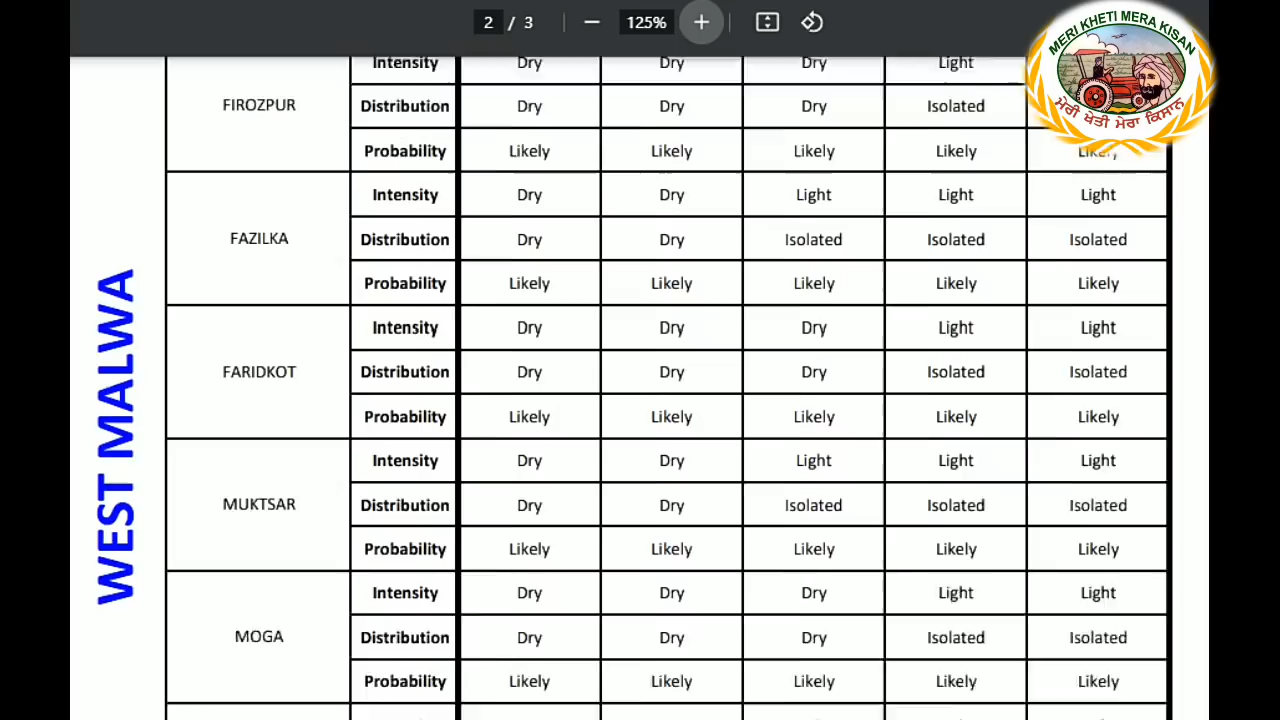 2 / 3 − 125% +
MERI KHETI MERA KISAN
ਮੇਰੀ ਖੇਤੀ ਮੇਰਾ ਕਿਸਾਨ
WEST MALWA
Intensity Dry Dry Dry Light
FIROZPUR
Distribution Dry Dry Dry Isolated
Probability Likely Likely Likely Likely Likely
Intensity Dry Dry Light Light Light
FAZILKA
Distribution Dry Dry Isolated Isolated Isolated
Probability Likely Likely Likely Likely Likely
Intensity Dry Dry Dry Light Light
FARIDKOT
Distribution Dry Dry Dry Isolated Isolated
Probability Likely Likely Likely Likely Likely
Intensity Dry Dry Light Light Light
MUKTSAR
Distribution Dry Dry Isolated Isolated Isolated
Probability Likely Likely Likely Likely Likely
Intensity Dry Dry Dry Light Light
MOGA
Distribution Dry Dry Dry Isolated Isolated
Probability Likely Likely Likely Likely Likely